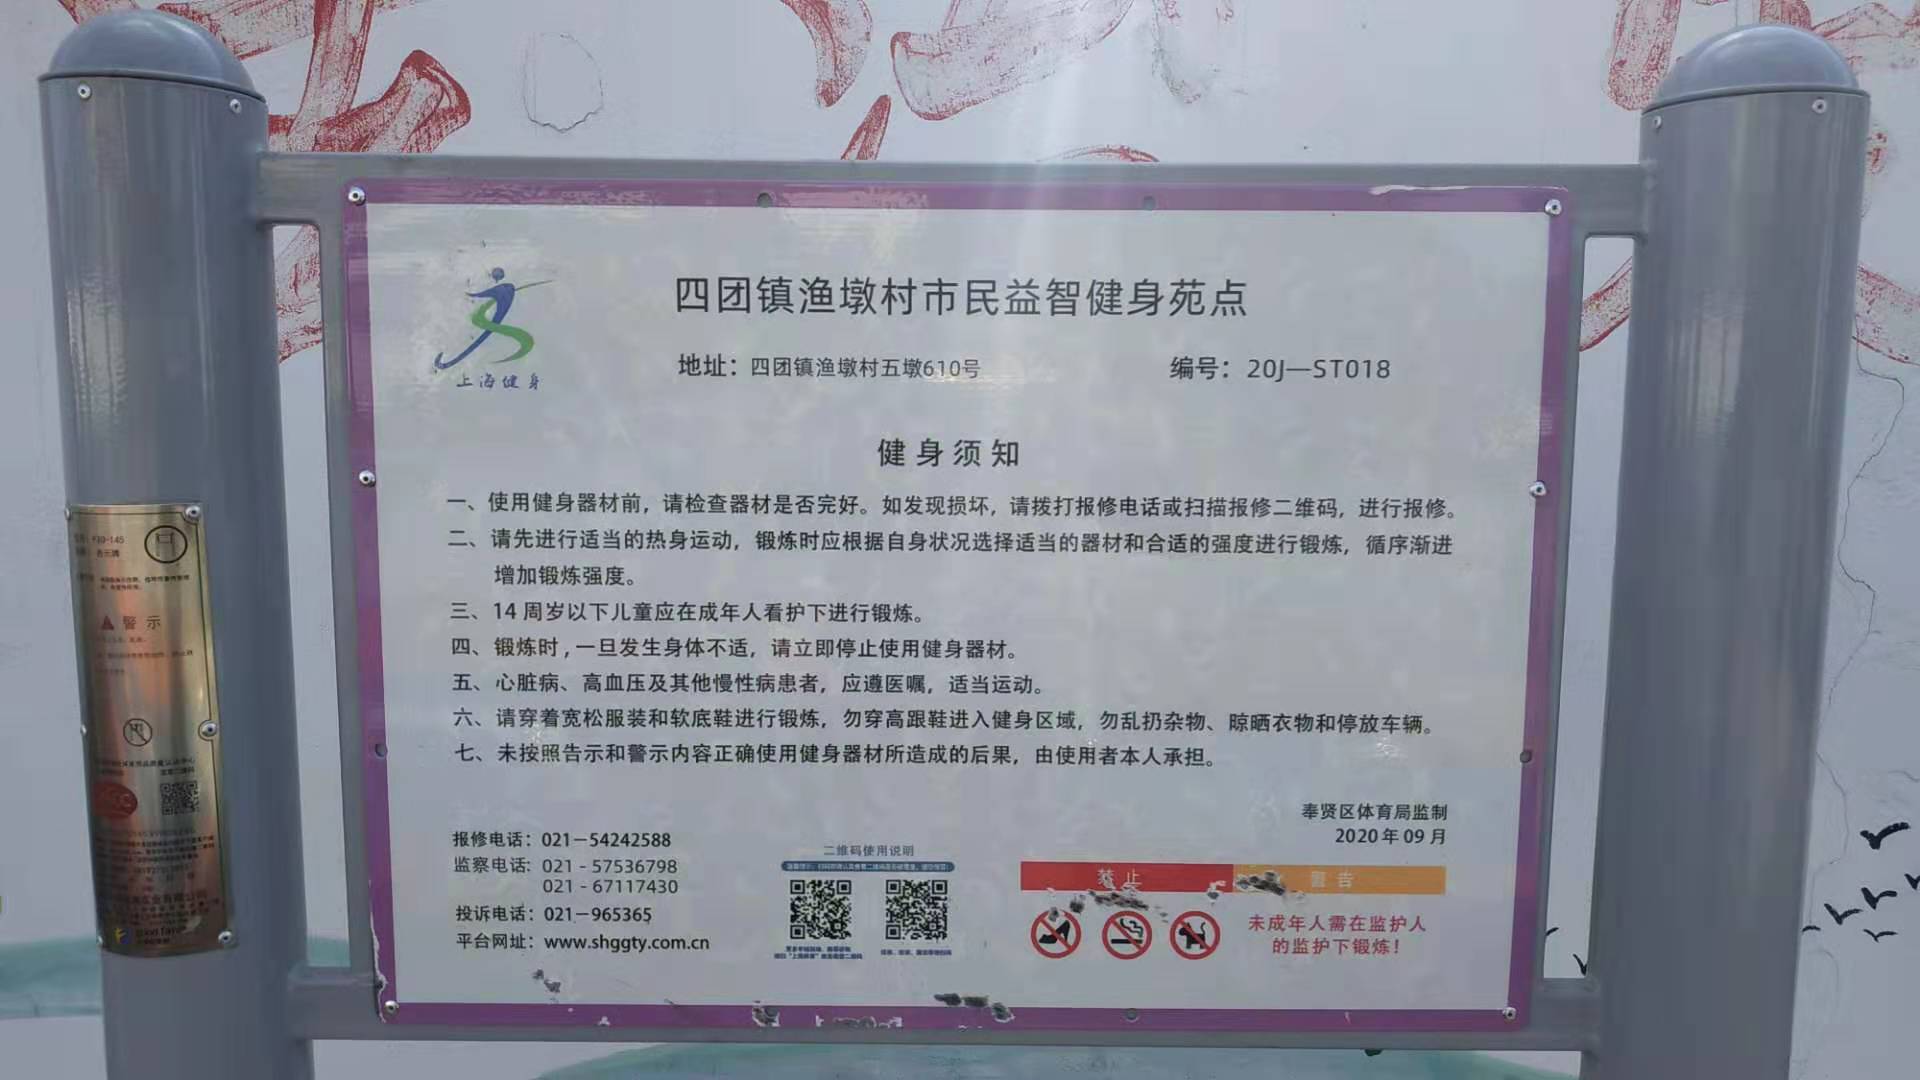 上海健身
四团镇渔墩村市民益智健身苑点
地址：四团镇渔墩村五墩610号
编号：20J—ST018
健身须知
一、使用健身器材前，请检查器材是否完好。如发现损坏，请拨打报修电话或扫描报修二维码，进行报修。
二、请先进行适当的热身运动，锻炼时应根据自身状况选择适当的器材和合适的强度进行锻炼，循序渐进
增加锻炼强度。
三、14 周岁以下儿童应在成年人看护下进行锻炼。
四、锻炼时，一旦发生身体不适，请立即停止使用健身器材。
五、心脏病、高血压及其他慢性病患者，应遵医嘱，适当运动。
六、请穿着宽松服装和软底鞋进行锻炼，勿穿高跟鞋进入健身区域，勿乱扔杂物、晾晒衣物和停放车辆。
七、未按照告示和警示内容正确使用健身器材所造成的后果，由使用者本人承担。
奉贤区体育局监制
2020年09月
报修电话：021－54242588
监察电话：021 - 57536798
021 - 67117430
投诉电话：021－965365
平台网址：www.shggty.com.cn
二维码使用说明
禁止
警告
未成年人需在监护人
的监护下锻炼！
警示